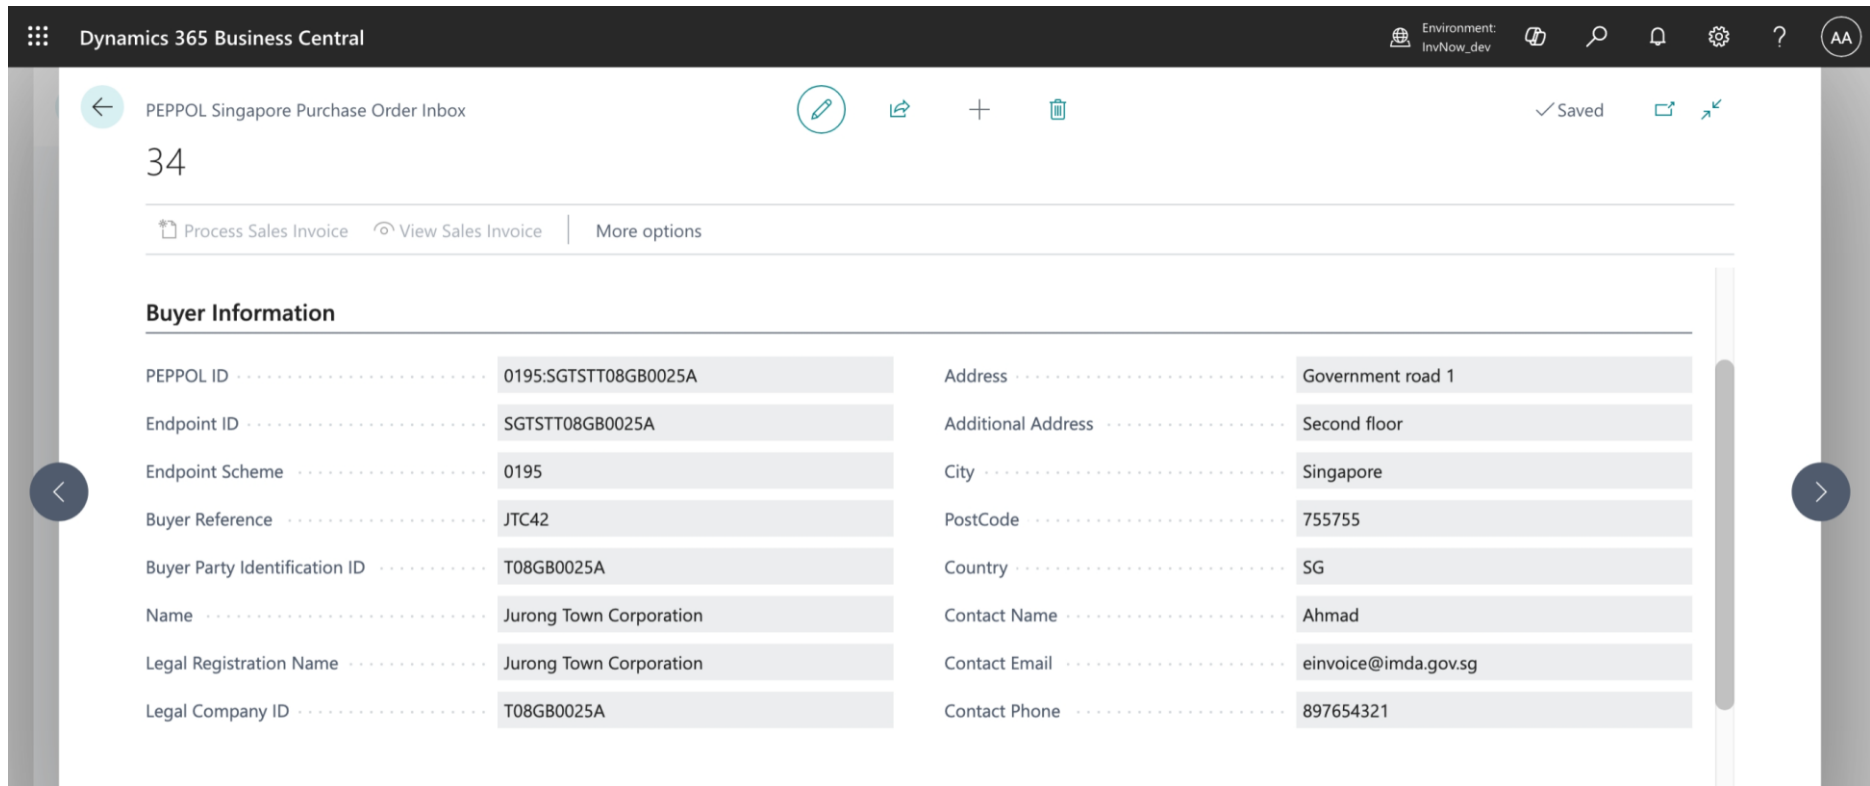 Dynamics 365 Business Central
Environment:
InvNow_dev
AA
PEPPOL Singapore Purchase Order Inbox
Saved
34
Process Sales Invoice
View Sales Invoice
More options
Buyer Information
PEPPOL ID 0195:SGTSTT08GB0025A
Address Government road 1
Endpoint ID SGTSTT08GB0025A
Additional Address Second floor
Endpoint Scheme 0195
City Singapore
Buyer Reference JTC42
PostCode 755755
Buyer Party Identification ID T08GB0025A
Country SG
Name Jurong Town Corporation
Contact Name Ahmad
Legal Registration Name Jurong Town Corporation
Contact Email einvoice@imda.gov.sg
Legal Company ID T08GB0025A
Contact Phone 897654321